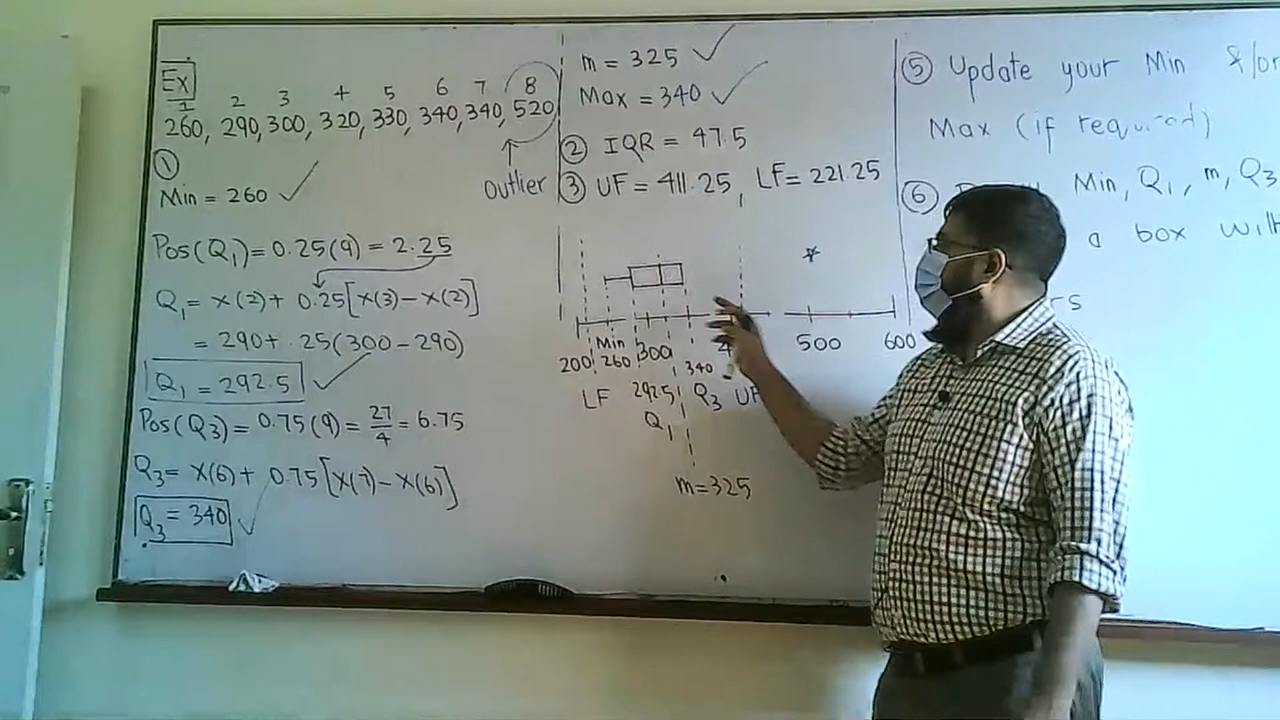 Ex
1 2 3 4 5 6 7 8
260, 290, 300, 320, 330, 340, 340, 520
outlier
①
Min = 260 ✓
Pos(Q₁) = 0.25(9) = 2.25
Q₁ = x(2) + 0.25[x(3) - x(2)]
= 290 + .25(300 - 290)
Q₁ = 292.5 ✓
Pos(Q₃) = 0.75(9) = 27/4 = 6.75
Q₃ = x(6) + 0.75[x(7) - x(6)]
Q₃ = 340 ✓
m = 325 ✓
Max = 340 ✓
② IQR = 47.5
③ UF = 411.25, LF = 221.25
*
Min
200 260 300 340 4 500 600
LF 292.5 Q₃ UF
Q₁
m = 325
⑤ Update your Min &/or
Max (if required)
⑥ Min, Q₁, m, Q₃
a box with
s